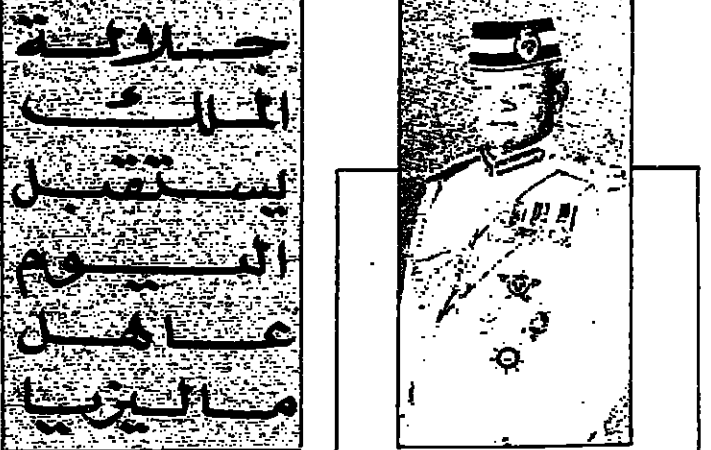 جلالة
الملك
يستقبل
اليوم
عاهل
ماليزيا